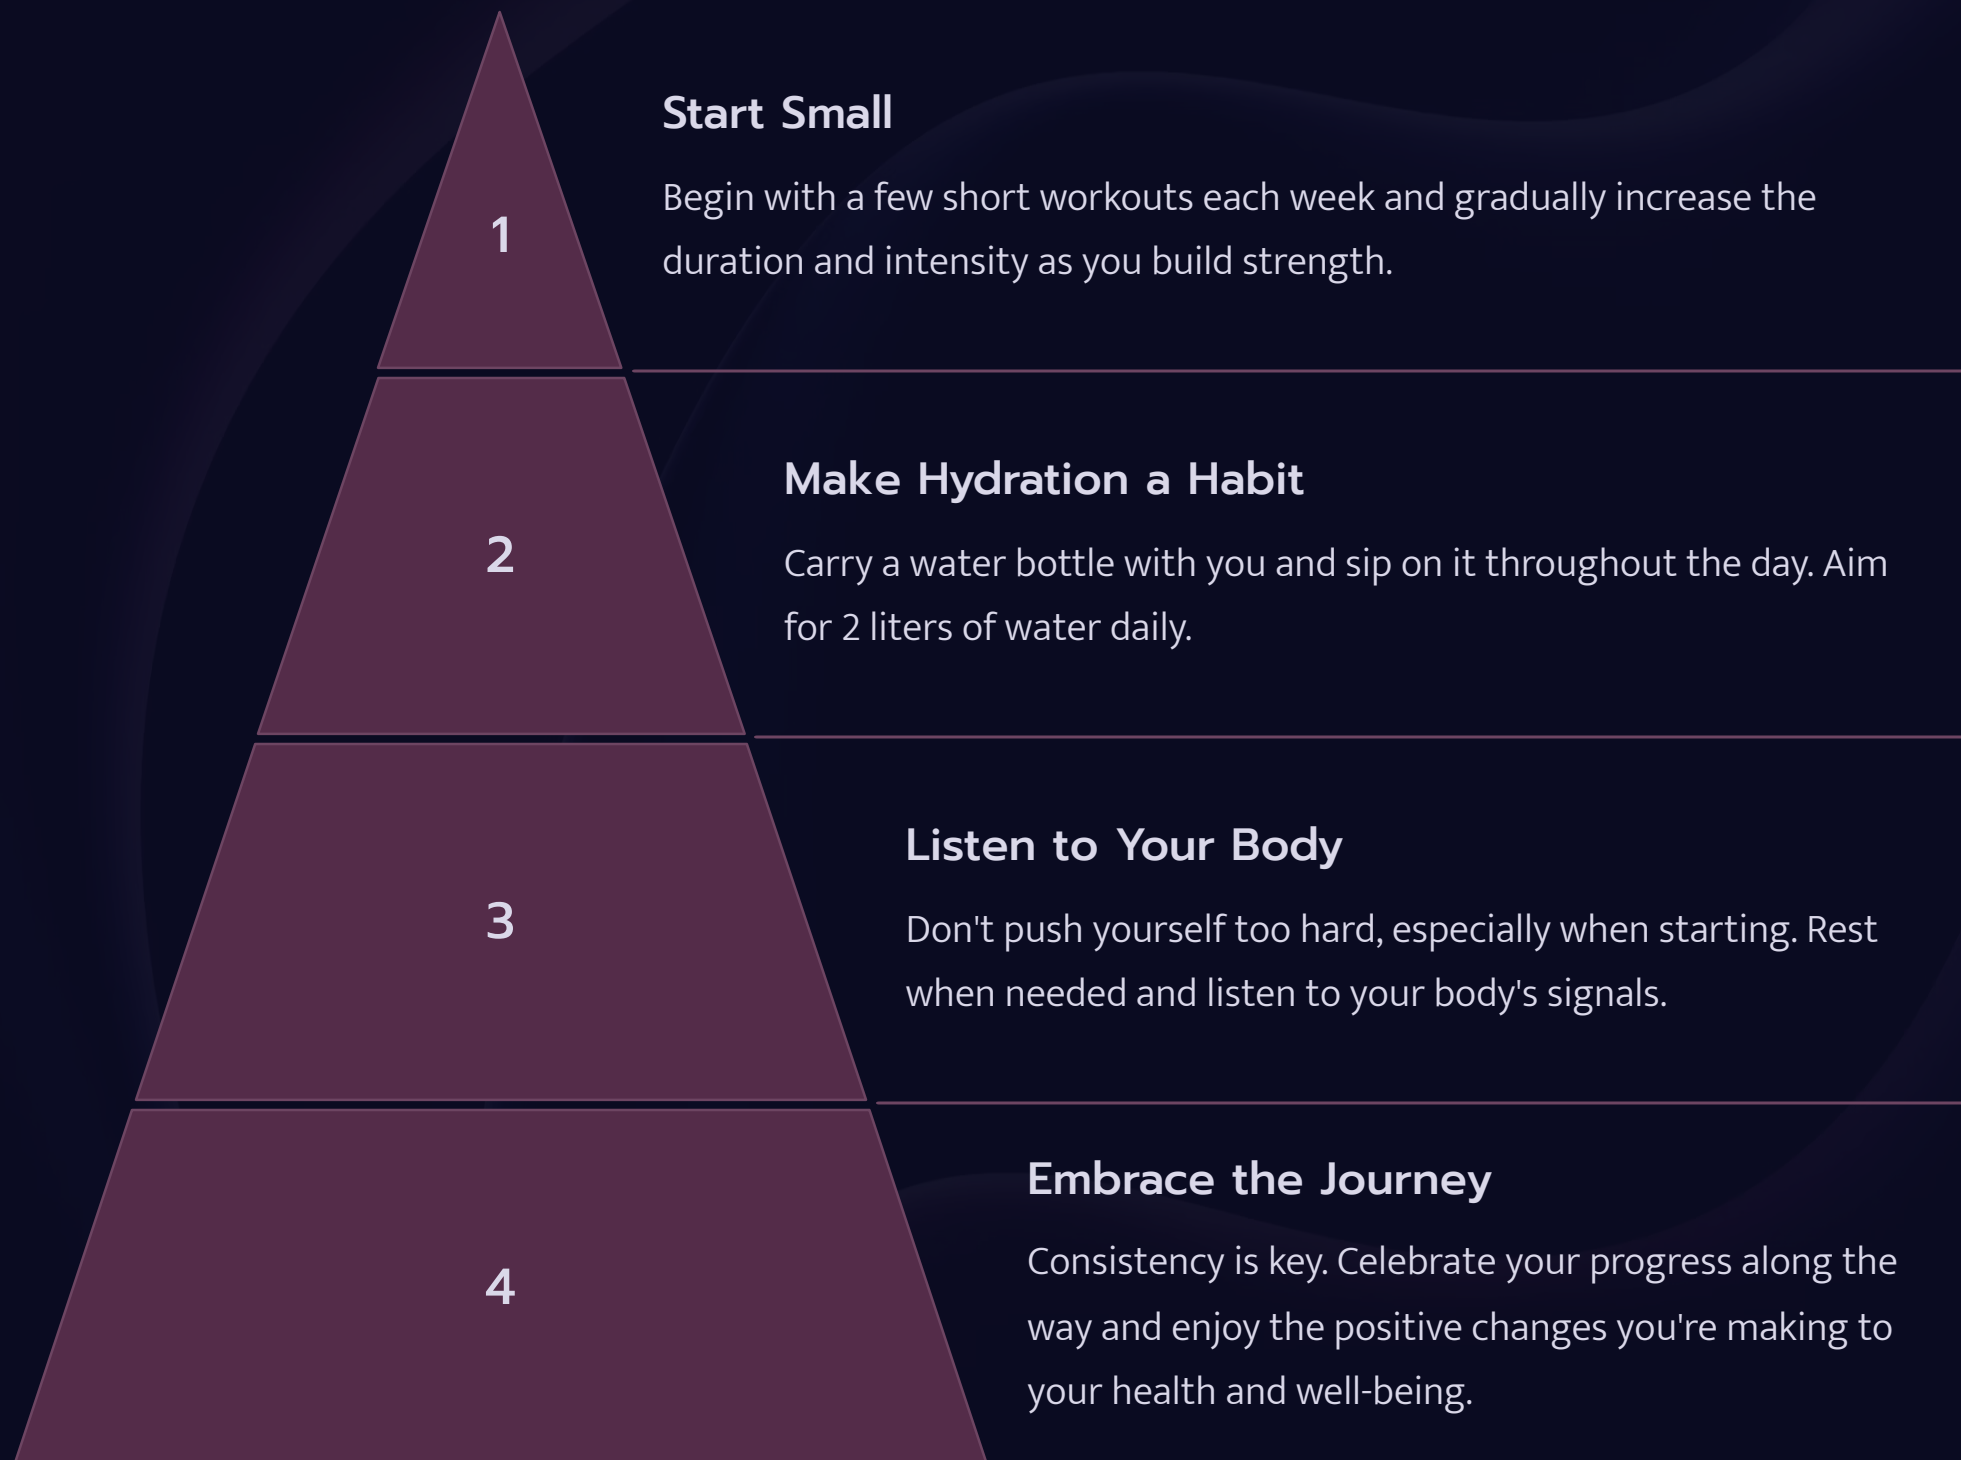 1
Start Small
Begin with a few short workouts each week and gradually increase the
duration and intensity as you build strength.
2
Make Hydration a Habit
Carry a water bottle with you and sip on it throughout the day. Aim
for 2 liters of water daily.
3
Listen to Your Body
Don't push yourself too hard, especially when starting. Rest
when needed and listen to your body's signals.
4
Embrace the Journey
Consistency is key. Celebrate your progress along the
way and enjoy the positive changes you're making to
your health and well-being.